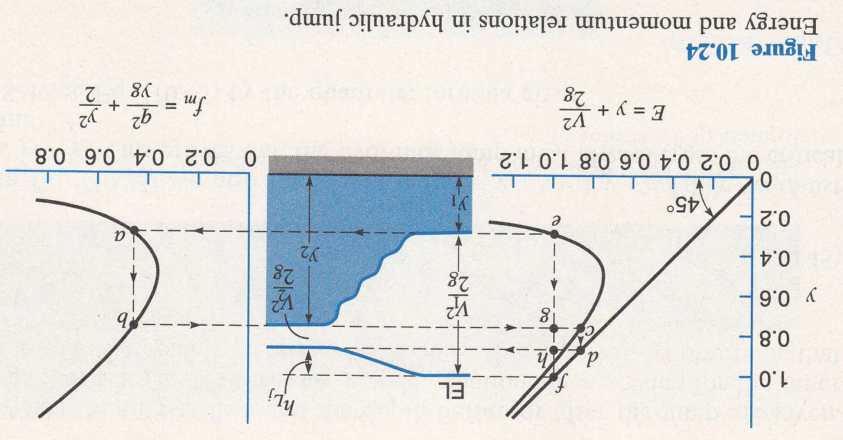 1.0
0.8
0.6
0.4
0.2
0
y
45°
0 0.2 0.4 0.6 0.8 1.0 1.2
f
d
h
c
g
e
E = y + V²/2g
EL
h_Lj
V₁²/2g
V₂²/2g
y₁
y₂
b
a
0 0.2 0.4 0.6 0.8
f_m = q²/yg + y²/2
Figure 10.24
Energy and momentum relations in hydraulic jump.